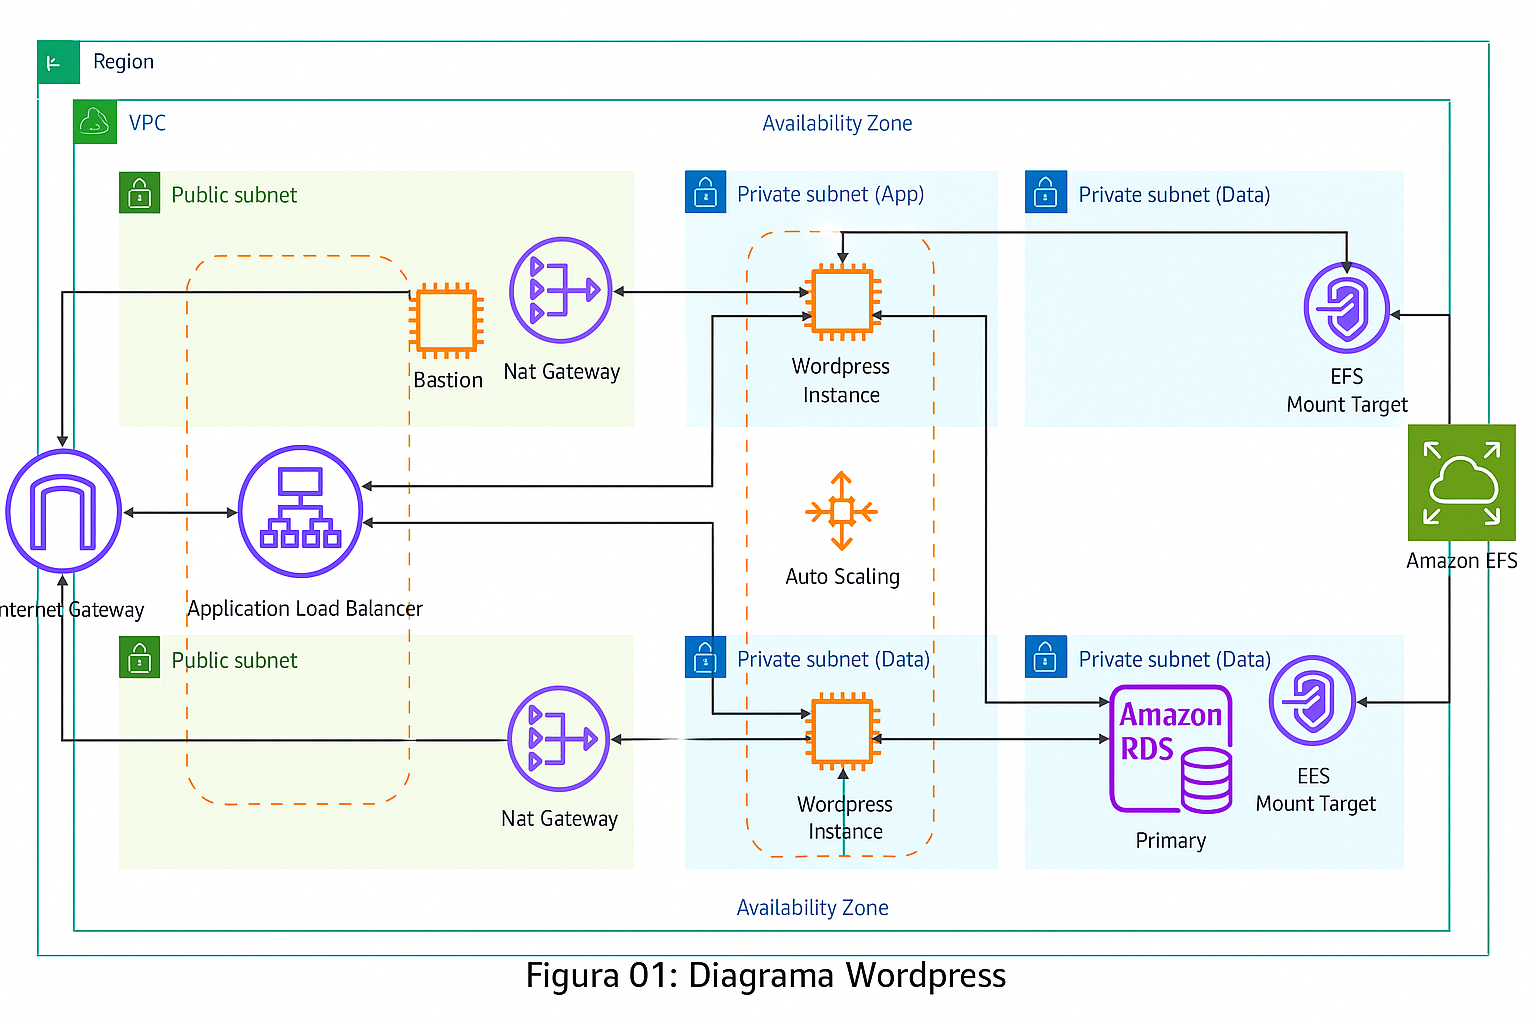 Region
VPC
Availability Zone
Public subnet
Private subnet (App)
Private subnet (Data)
Bastion
Nat Gateway
Wordpress
Instance
EFS
Mount Target
nternet Gateway
Application Load Balancer
Auto Scaling
Amazon EFS
Public subnet
Private subnet (Data)
Private subnet (Data)
Amazon
RDS
Nat Gateway
Wordpress
Instance
Primary
EES
Mount Target
Availability Zone
Figura 01: Diagrama Wordpress